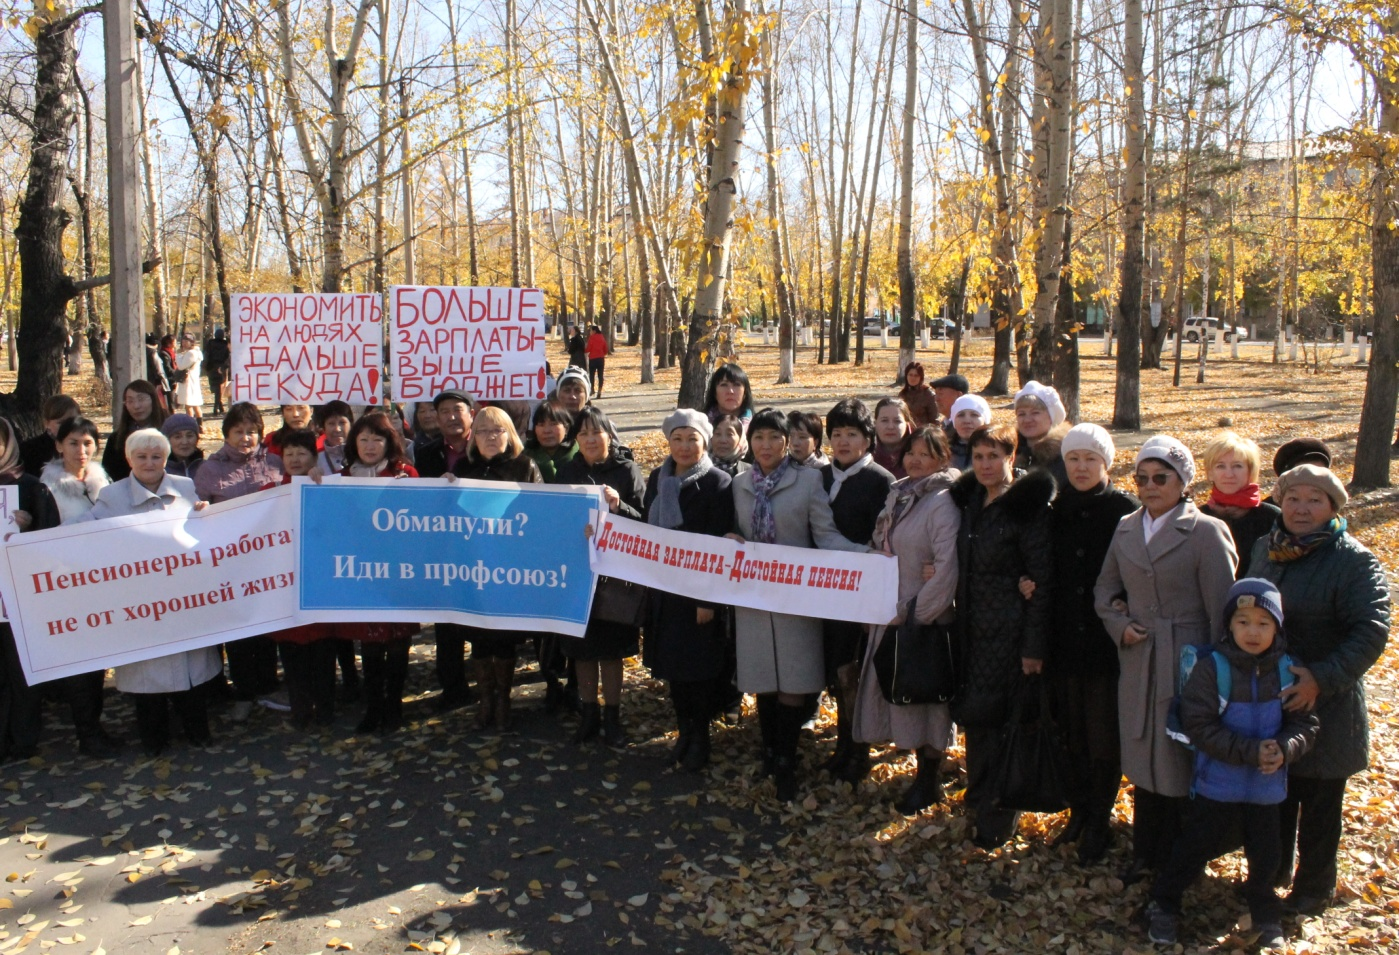 ЭКОНОМИТЬ
НА ЛЮДЯХ
ДАЛЬШЕ
НЕКУДА!
БОЛЬШЕ
ЗАРПЛАТЫ-
ВЫШЕ
БЮДЖЕТ!
Пенсионеры работа
не от хорошей жизн
Обманули?
Иди в профсоюз!
Достойная зарплата-Достойная пенсия!